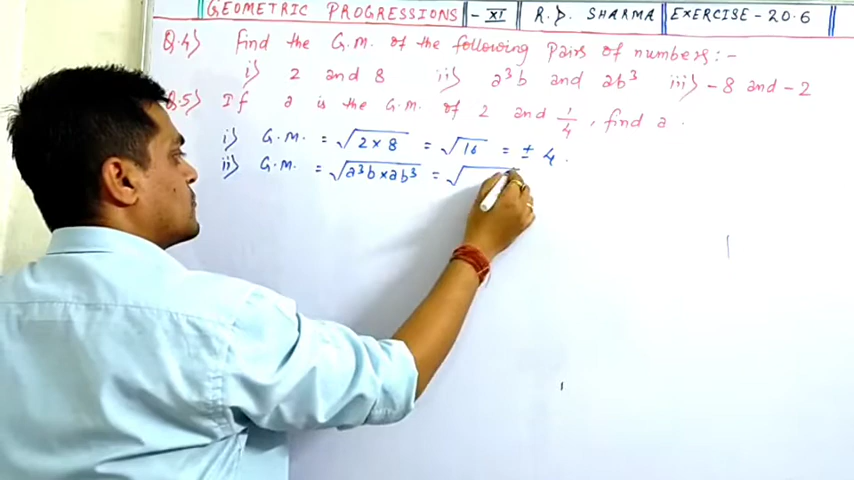 GEOMETRIC PROGRESSIONS - XI R.D. SHARMA EXERCISE-20.6
Q.4) Find the G.M. of the following pairs of numbers:-
i) 2 and 8 ii) a³b and ab³ iii) -8 and -2
Q.5) If a is the G.M. of 2 and 1/4, find a.
i) G.M. = √(2×8) = √16 = ± 4.
ii) G.M. = √(a³b×ab³) = √